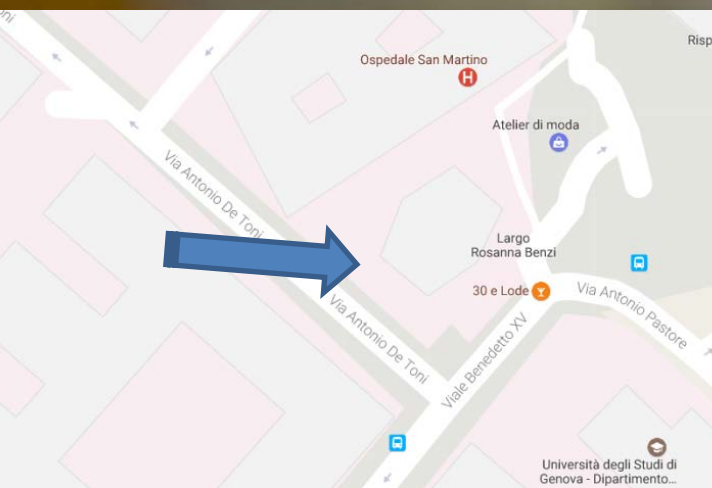 oni
Risp
Ospedale San Martino
H
Atelier di moda
Via Antonio De Toni
Largo
Rosanna Benzi
30 e Lode
Via Antonio Pastore
Via Antonio De Toni
Viale Benedetto XV
Università degli Studi di
Genova - Dipartimento...